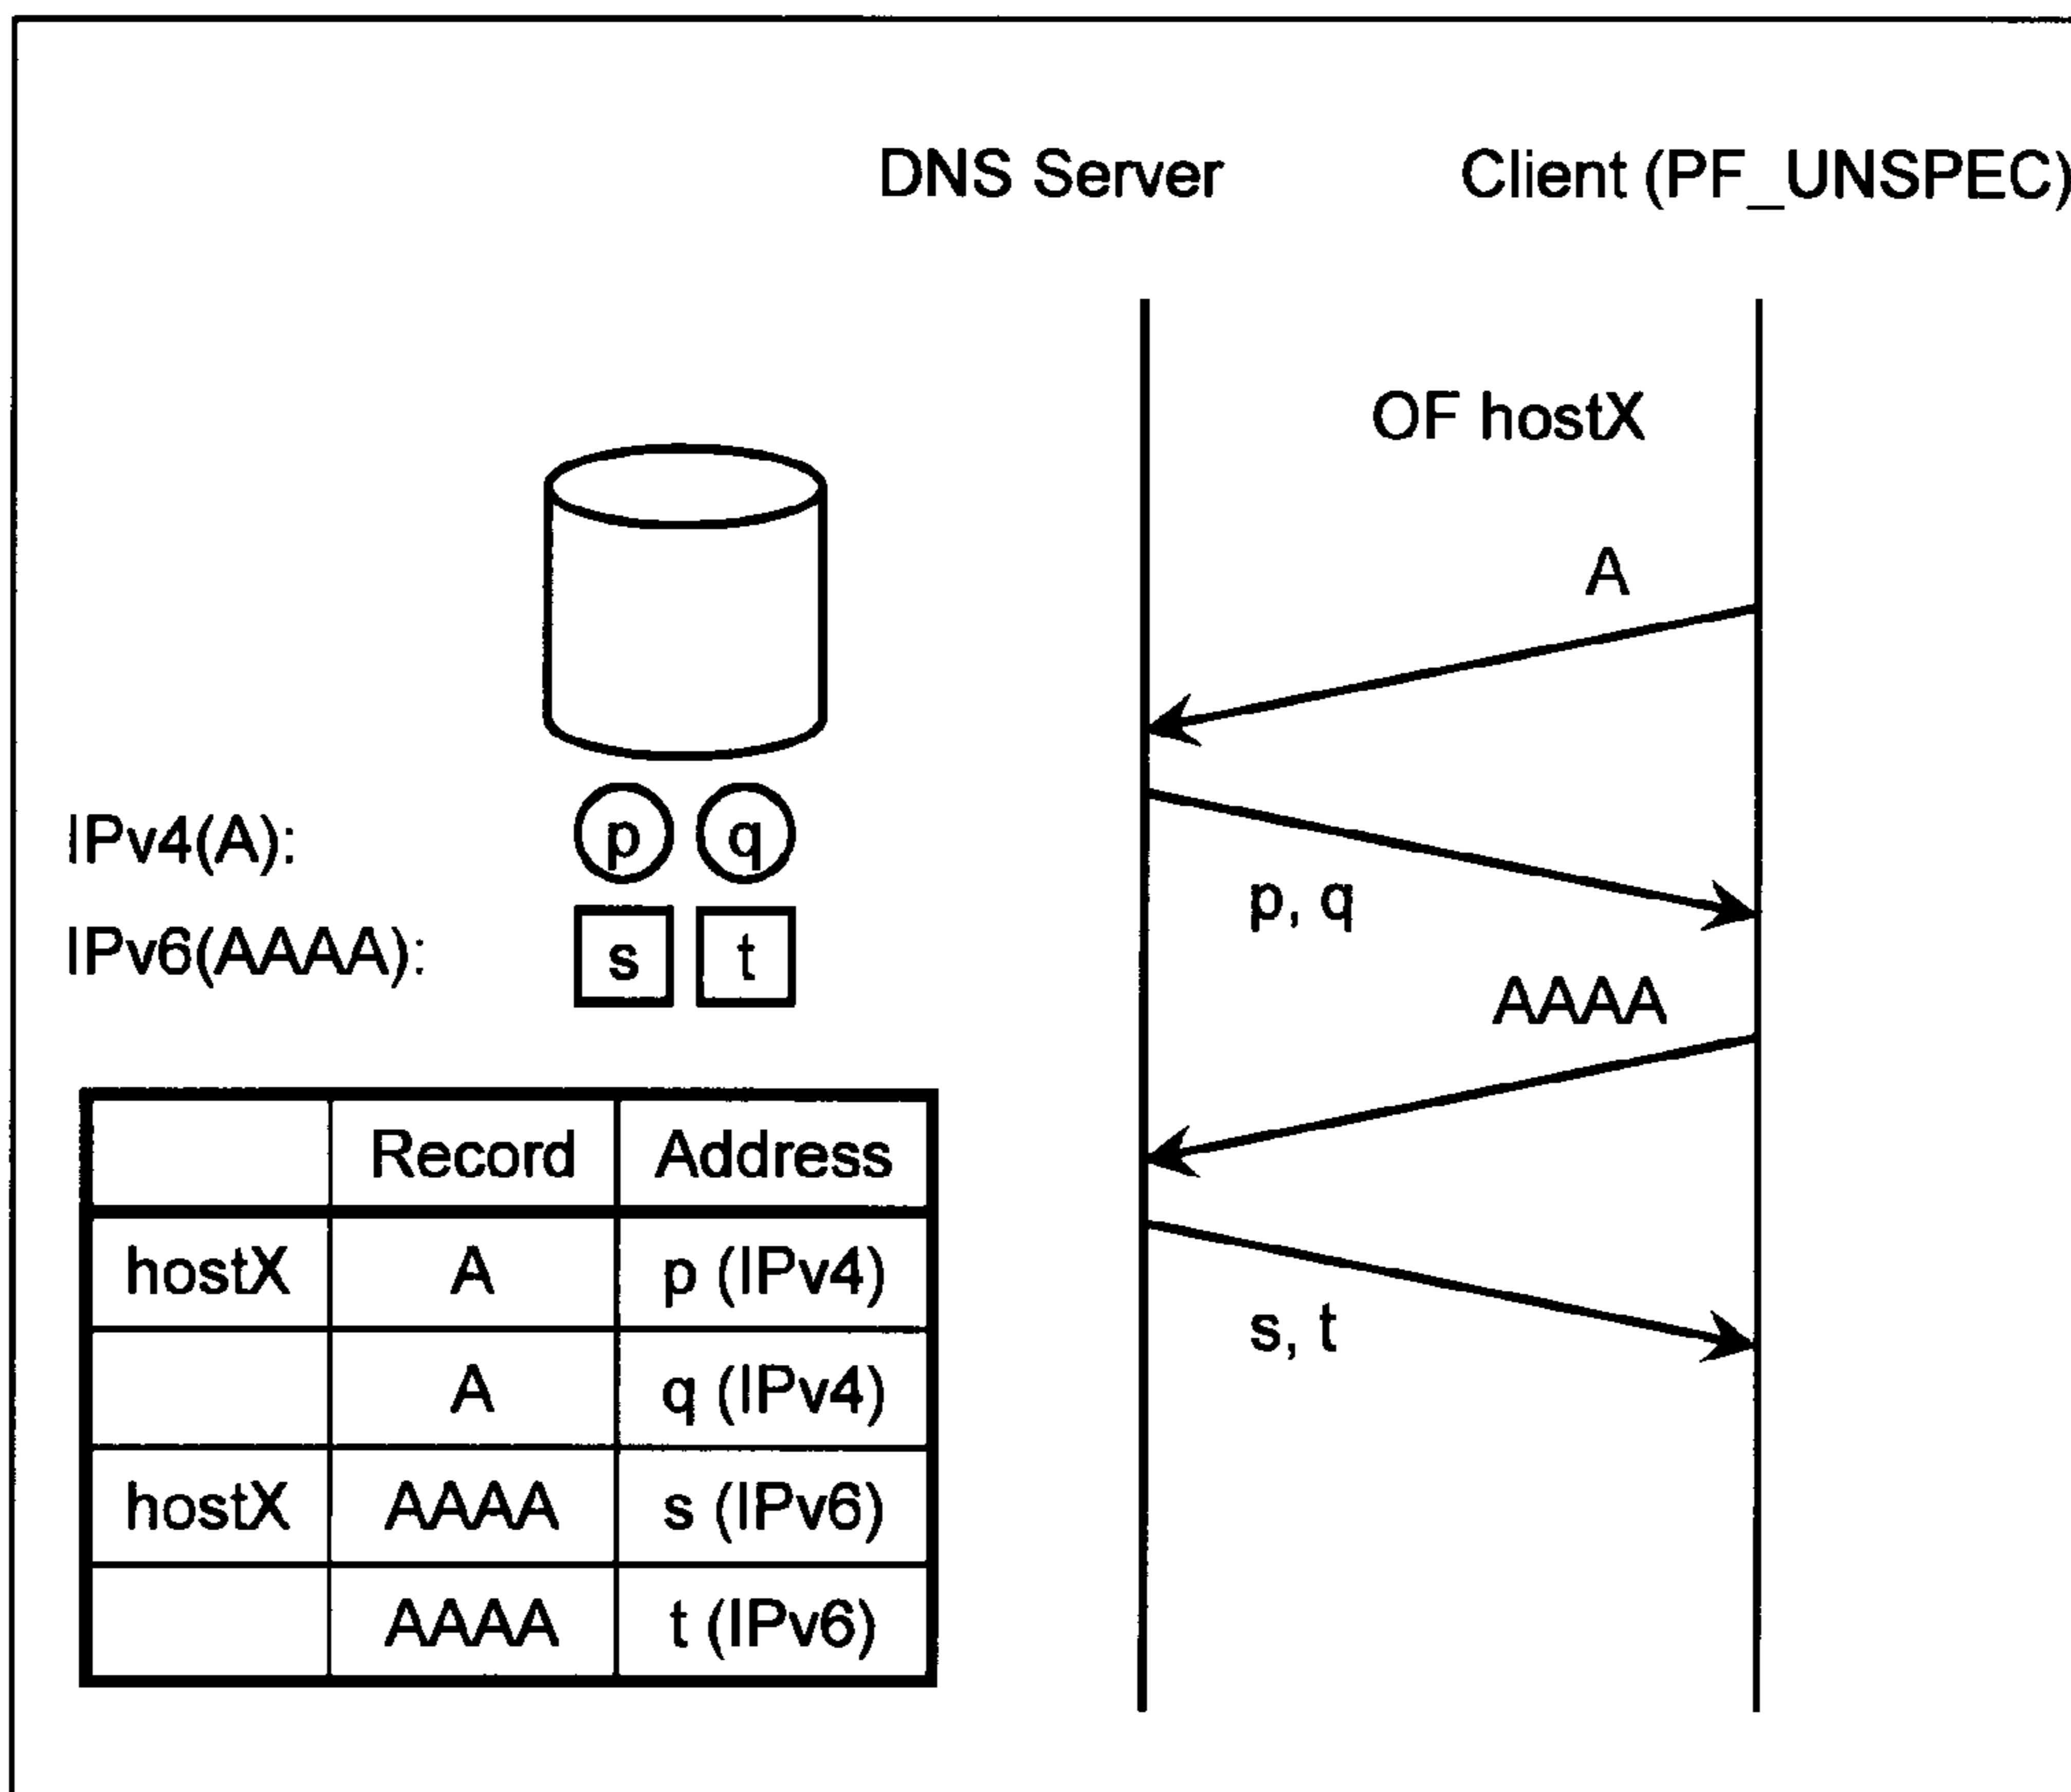 DNS Server Client (PF_UNSPEC)
OF hostX
A
IPv4(A): p q
p, q
IPv6(AAAA): s t
AAAA
Record Address
hostX A p (IPv4)
A q (IPv4)
hostX AAAA s (IPv6)
AAAA t (IPv6)
s, t